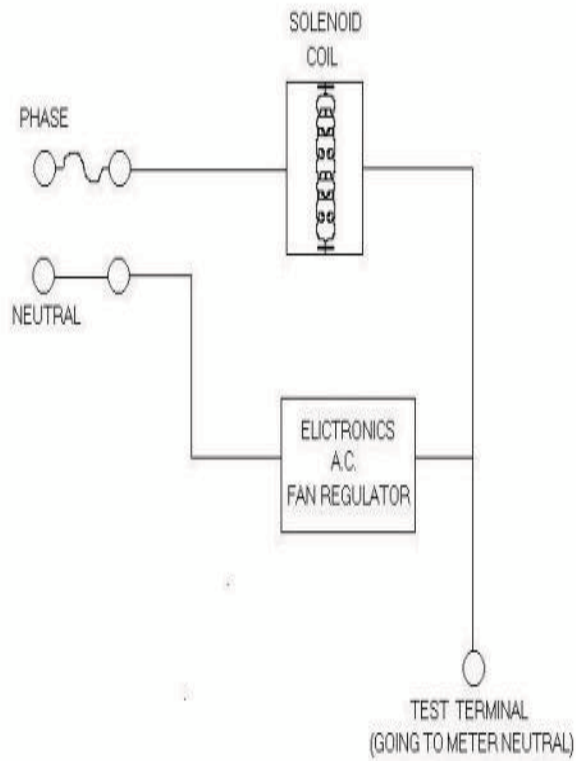 SOLENOID
COIL
PHASE
NEUTRAL
ELICTRONICS
A.C.
FAN REGULATOR
TEST TERMINAL
(GOING TO METER NEUTRAL)